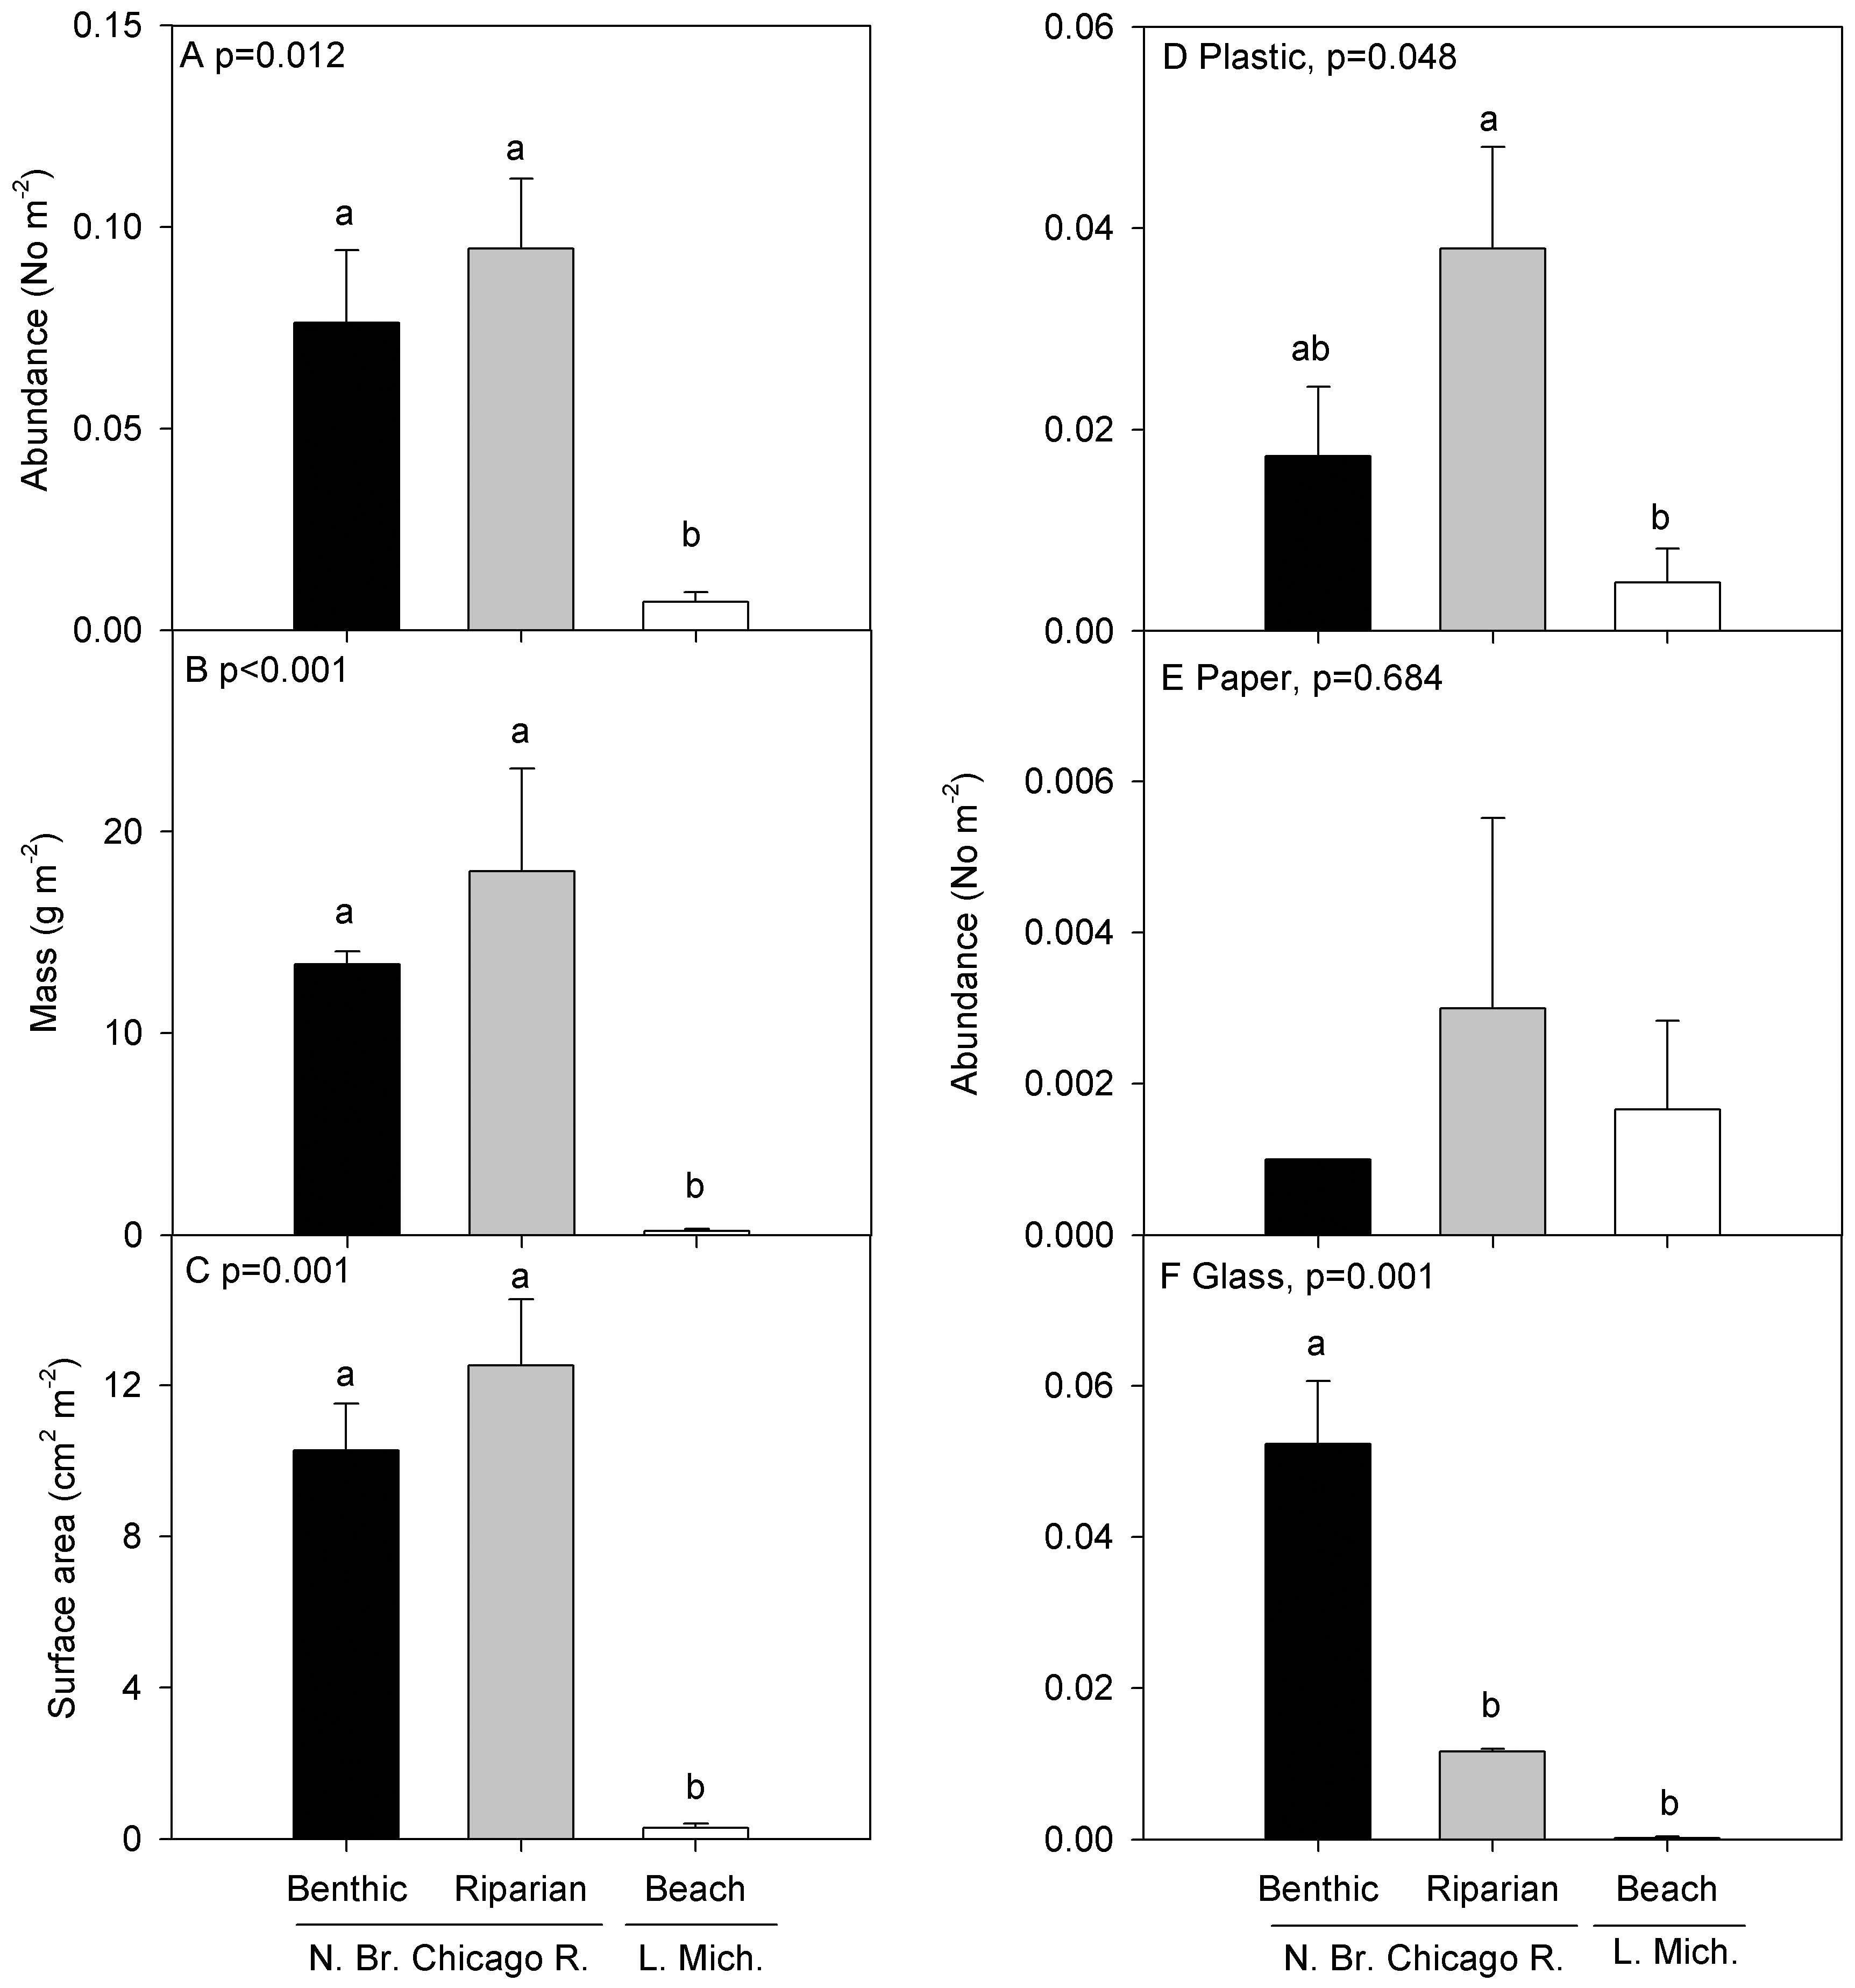 A p=0.012
Abundance (No m-2)
0.15
0.10
0.05
0.00
a
a
b
B p<0.001
Mass (g m-2)
20
10
0
a
a
b
C p=0.001
Surface area (cm2 m-2)
12
8
4
0
a
a
b
Benthic Riparian Beach
N. Br. Chicago R. L. Mich.
D Plastic, p=0.048
0.06
0.04
0.02
0.00
ab
a
b
E Paper, p=0.684
Abundance (No m-2)
0.006
0.004
0.002
0.000
F Glass, p=0.001
0.06
0.04
0.02
0.00
a
b
b
Benthic Riparian Beach
N. Br. Chicago R. L. Mich.